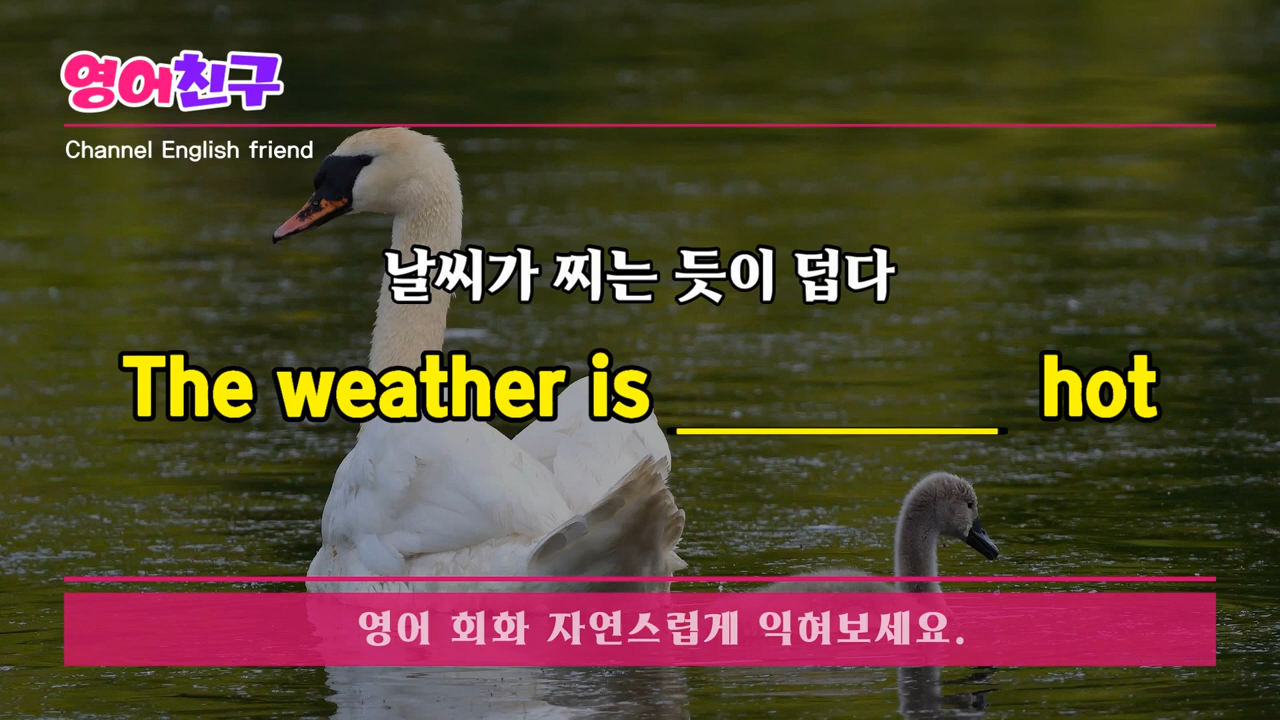 영어친구
Channel English friend
날씨가 찌는 듯이 덥다
The weather is __________ hot
영어 회화 자연스럽게 익혀보세요.